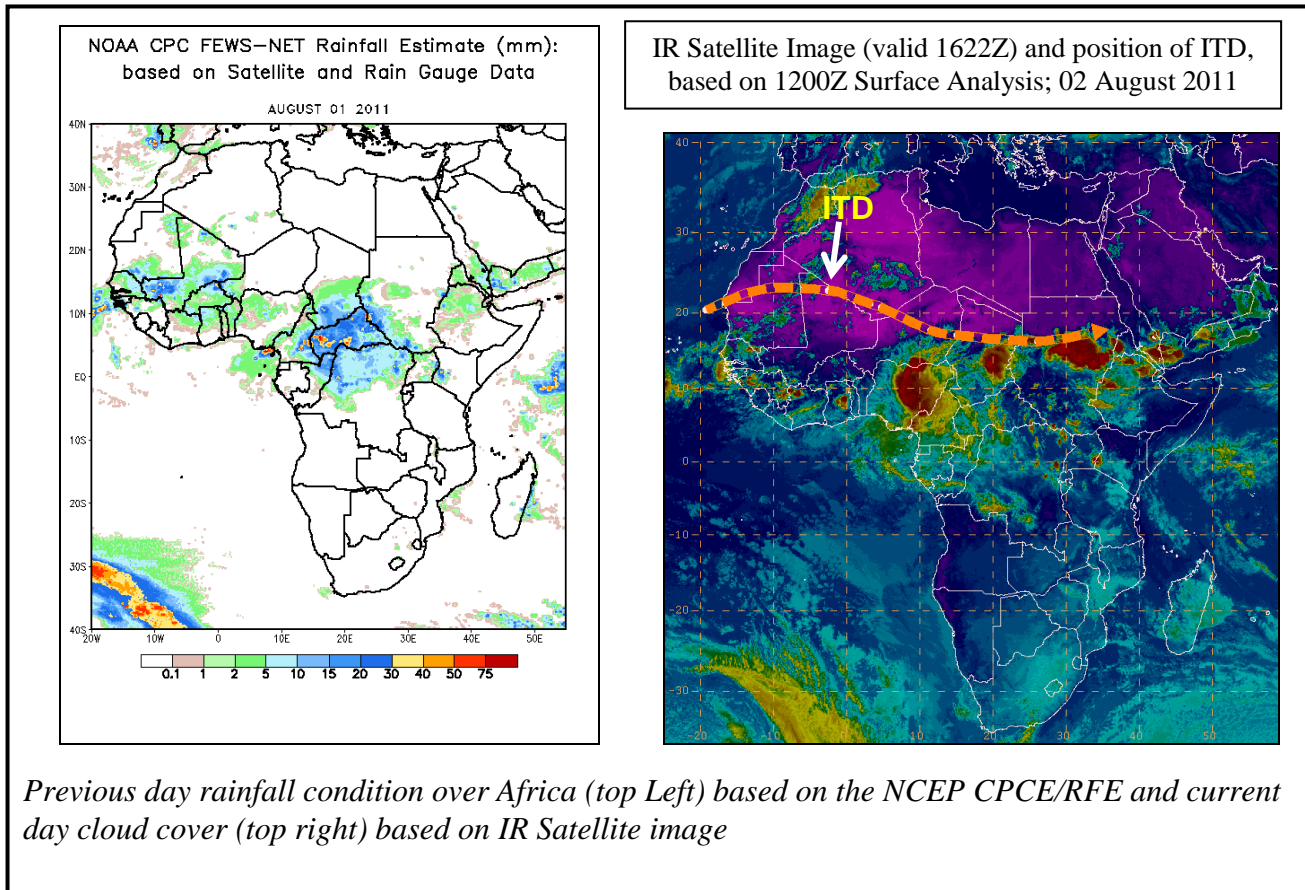 NOAA CPC FEWS-NET Rainfall Estimate (mm):
based on Satellite and Rain Gauge Data
AUGUST 01 2011
40N
30N
20N
10N
EQ
10S
20S
30S
40S
20W 10W 0 10E 20E 30E 40E 50E
0.1 1 2 5 10 15 20 30 40 50 75
IR Satellite Image (valid 1622Z) and position of ITD,
based on 1200Z Surface Analysis; 02 August 2011
ITD
40
30
20
10
0
-10
-20
-30
-20 -10 0 10 20 30 40 50
Previous day rainfall condition over Africa (top Left) based on the NCEP CPCE/RFE and current
day cloud cover (top right) based on IR Satellite image